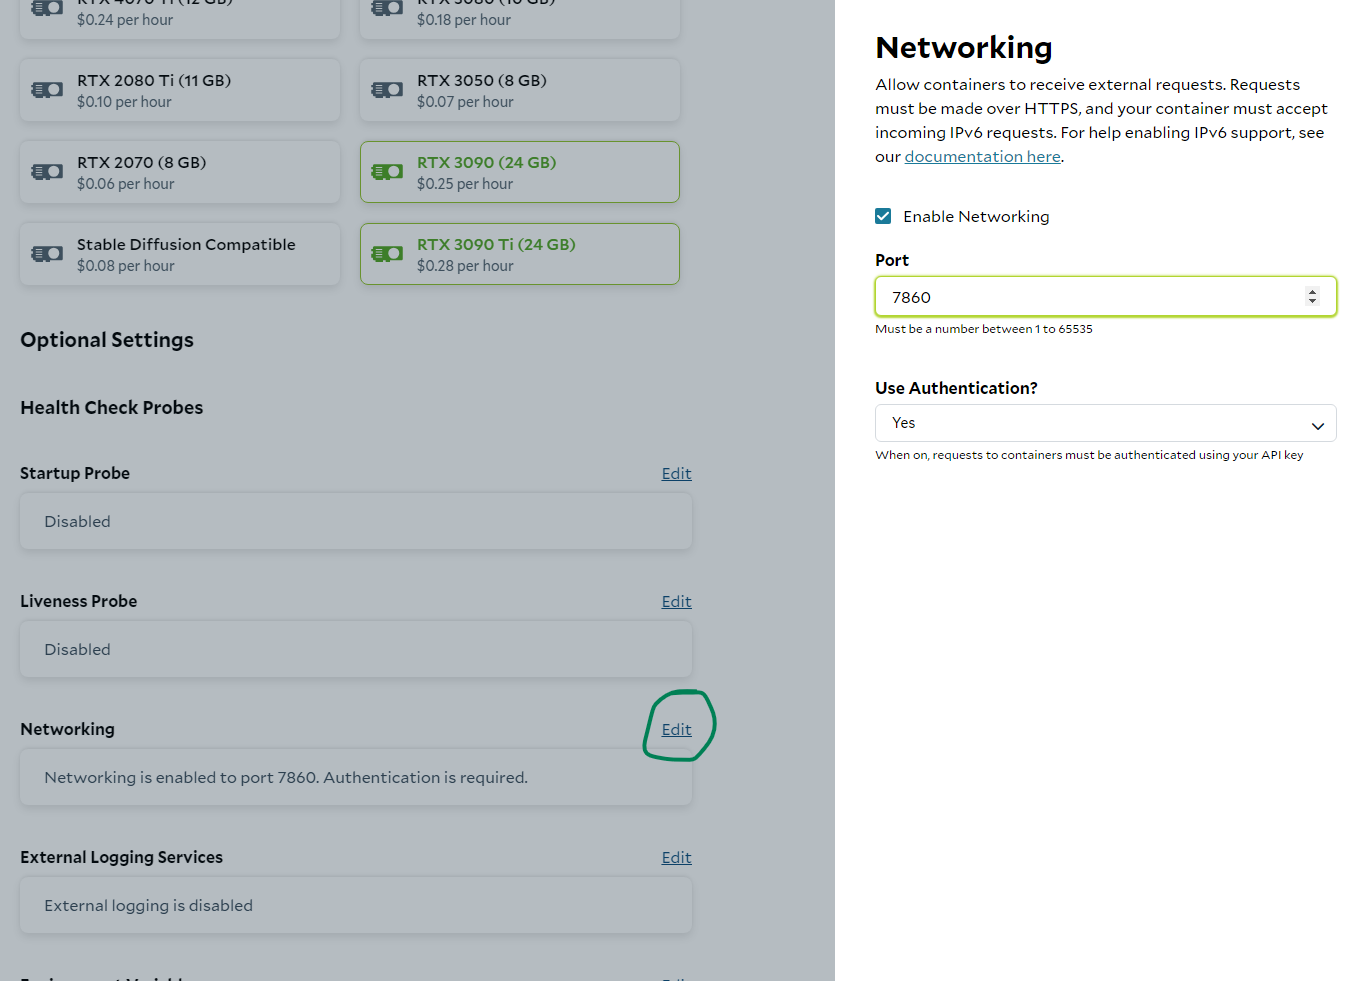 $0.24 per hour
$0.18 per hour
RTX 2080 Ti (11 GB)
$0.10 per hour
RTX 3050 (8 GB)
$0.07 per hour
RTX 2070 (8 GB)
$0.06 per hour
RTX 3090 (24 GB)
$0.25 per hour
Stable Diffusion Compatible
$0.08 per hour
RTX 3090 Ti (24 GB)
$0.28 per hour
Optional Settings
Health Check Probes
Startup Probe
Edit
Disabled
Liveness Probe
Edit
Disabled
Networking
Edit
Networking is enabled to port 7860. Authentication is required.
External Logging Services
Edit
External logging is disabled
Networking
Allow containers to receive external requests. Requests
must be made over HTTPS, and your container must accept
incoming IPv6 requests. For help enabling IPv6 support, see
our documentation here.
Enable Networking
Port
7860
Must be a number between 1 to 65535
Use Authentication?
Yes
When on, requests to containers must be authenticated using your API key